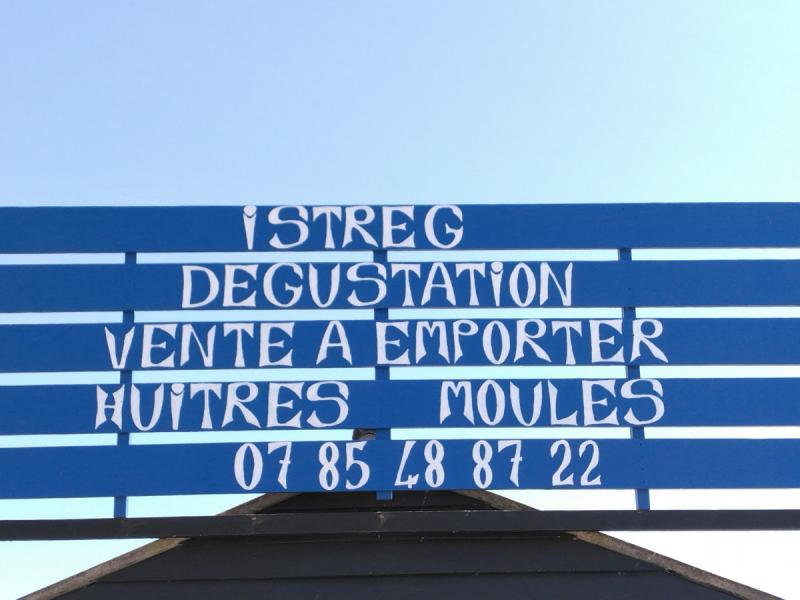 iSTREG
DEGUSTATiON
VENTE A EMPORTER
HUiTRES MOULES
07 85 48 87 22